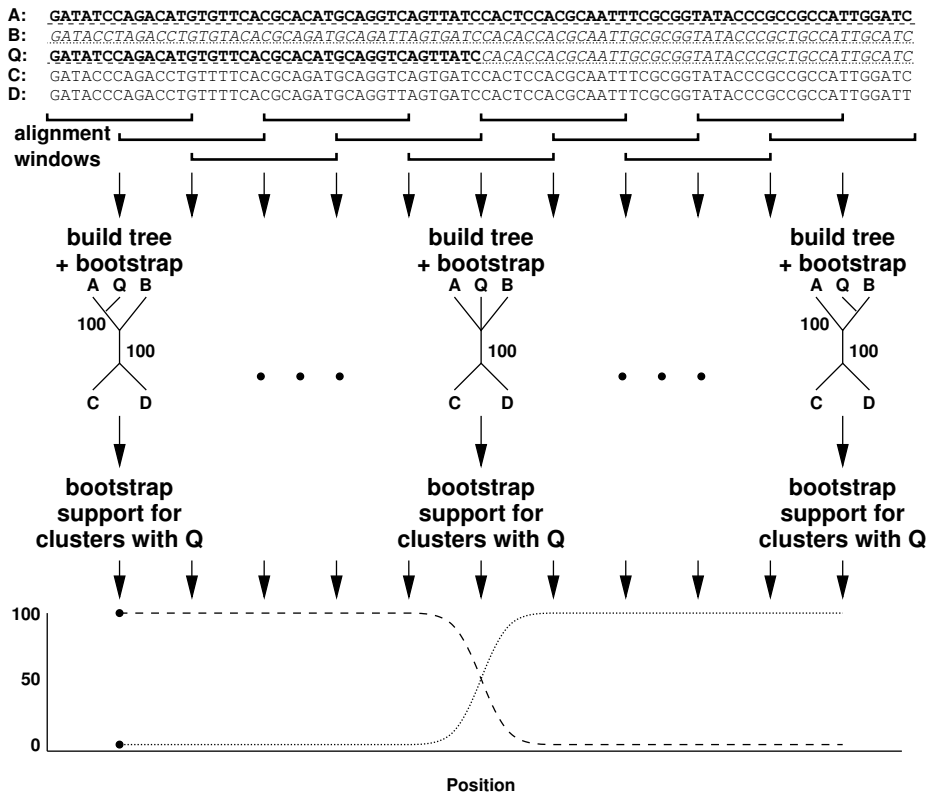 A: GATATCCAGACATGTGTTCACGCACATGCAGGTCAGTTATCCACTCCACGCAATTTCGCGGTATACCCGCCGCCATTGGATC
B: GATACCTAGACCTGTGTACACGCAGATGCAGATTAGTGATCCACACCACGCAATTGCGCGGTATACCCGCTGCCATTGCATC
Q: GATATCCAGACATGTGTTCACGCACATGCAGGTCAGTTATCCACACCACGCAATTGCGCGGTATACCCGCTGCCATTGCATC
C: GATACCCAGACCTGTTTTCACGCAGATGCAGGTCAGTGATCCACTCCACGCAATTTCGCGGTATACCCGCCGCCATTGGATC
D: GATACCCAGACCTGTTTTCACGCAGATGCAGGTTAGTGATCCACTCCACGCAATTTCGCGGTATACCCGCCGCCATTGGATT
alignment
windows
build tree
+ bootstrap
A Q B
100
100
C D
build tree
+ bootstrap
A Q B
100
C D
build tree
+ bootstrap
A Q B
100
100
C D
bootstrap
support for
clusters with Q
bootstrap
support for
clusters with Q
bootstrap
support for
clusters with Q
100
50
0
Position